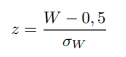 z = \frac{W - 0,5}{\sigma_W}